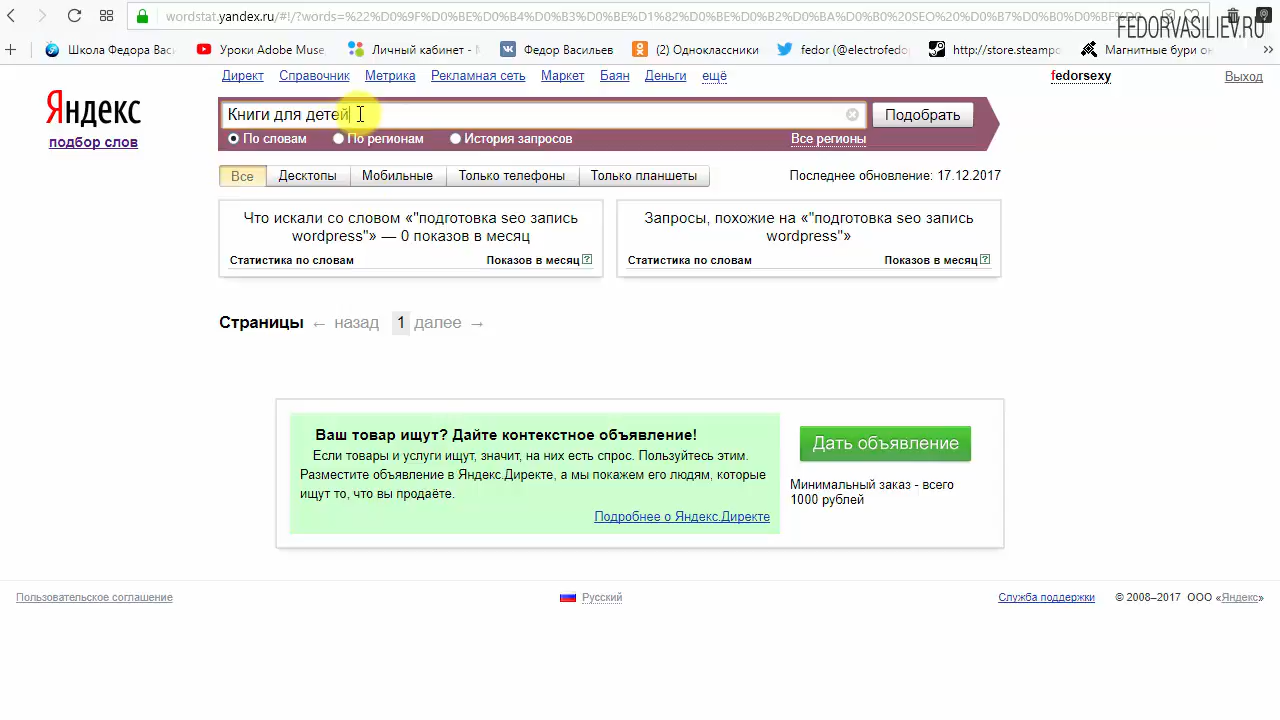 wordstat.yandex.ru/#!/?words=%22%D0%9F%D0%BE%D0%B4%D0%B3%D0%BE%D1%82%D0%BE%D0%B2%D0%BA%D0%B0%20SEO%20%D0%B7%D0%B0%D0%BF%D0
FEDORVASILIEV.RU
Школа Федора Васи
Уроки Adobe Muse,
Личный кабинет -
Федор Васильев
(2) Одноклассники
fedor (@electrofedo
http://store.steampo
Магнитные бури он
Директ Справочник Метрика Рекламная сеть Маркет Баян Деньги ещё
fedorsexy
Выход
Яндекс
подбор слов
Книги для детей
Подобрать
По словам По регионам История запросов
Все регионы
Все Десктопы Мобильные Только телефоны Только планшеты
Последнее обновление: 17.12.2017
Что искали со словом «"подготовка seo запись
wordpress"» — 0 показов в месяц
Статистика по словам Показов в месяц ?
Запросы, похожие на «"подготовка seo запись
wordpress"»
Статистика по словам Показов в месяц ?
Страницы ← назад 1 далее →
Ваш товар ищут? Дайте контекстное объявление!
Если товары и услуги ищут, значит, на них есть спрос. Пользуйтесь этим.
Разместите объявление в Яндекс.Директе, а мы покажем его людям, которые
ищут то, что вы продаёте.
Подробнее о Яндекс.Директе
Дать объявление
Минимальный заказ - всего
1000 рублей
Пользовательское соглашение
Русский
Служба поддержки
© 2008–2017 ООО «Яндекс»